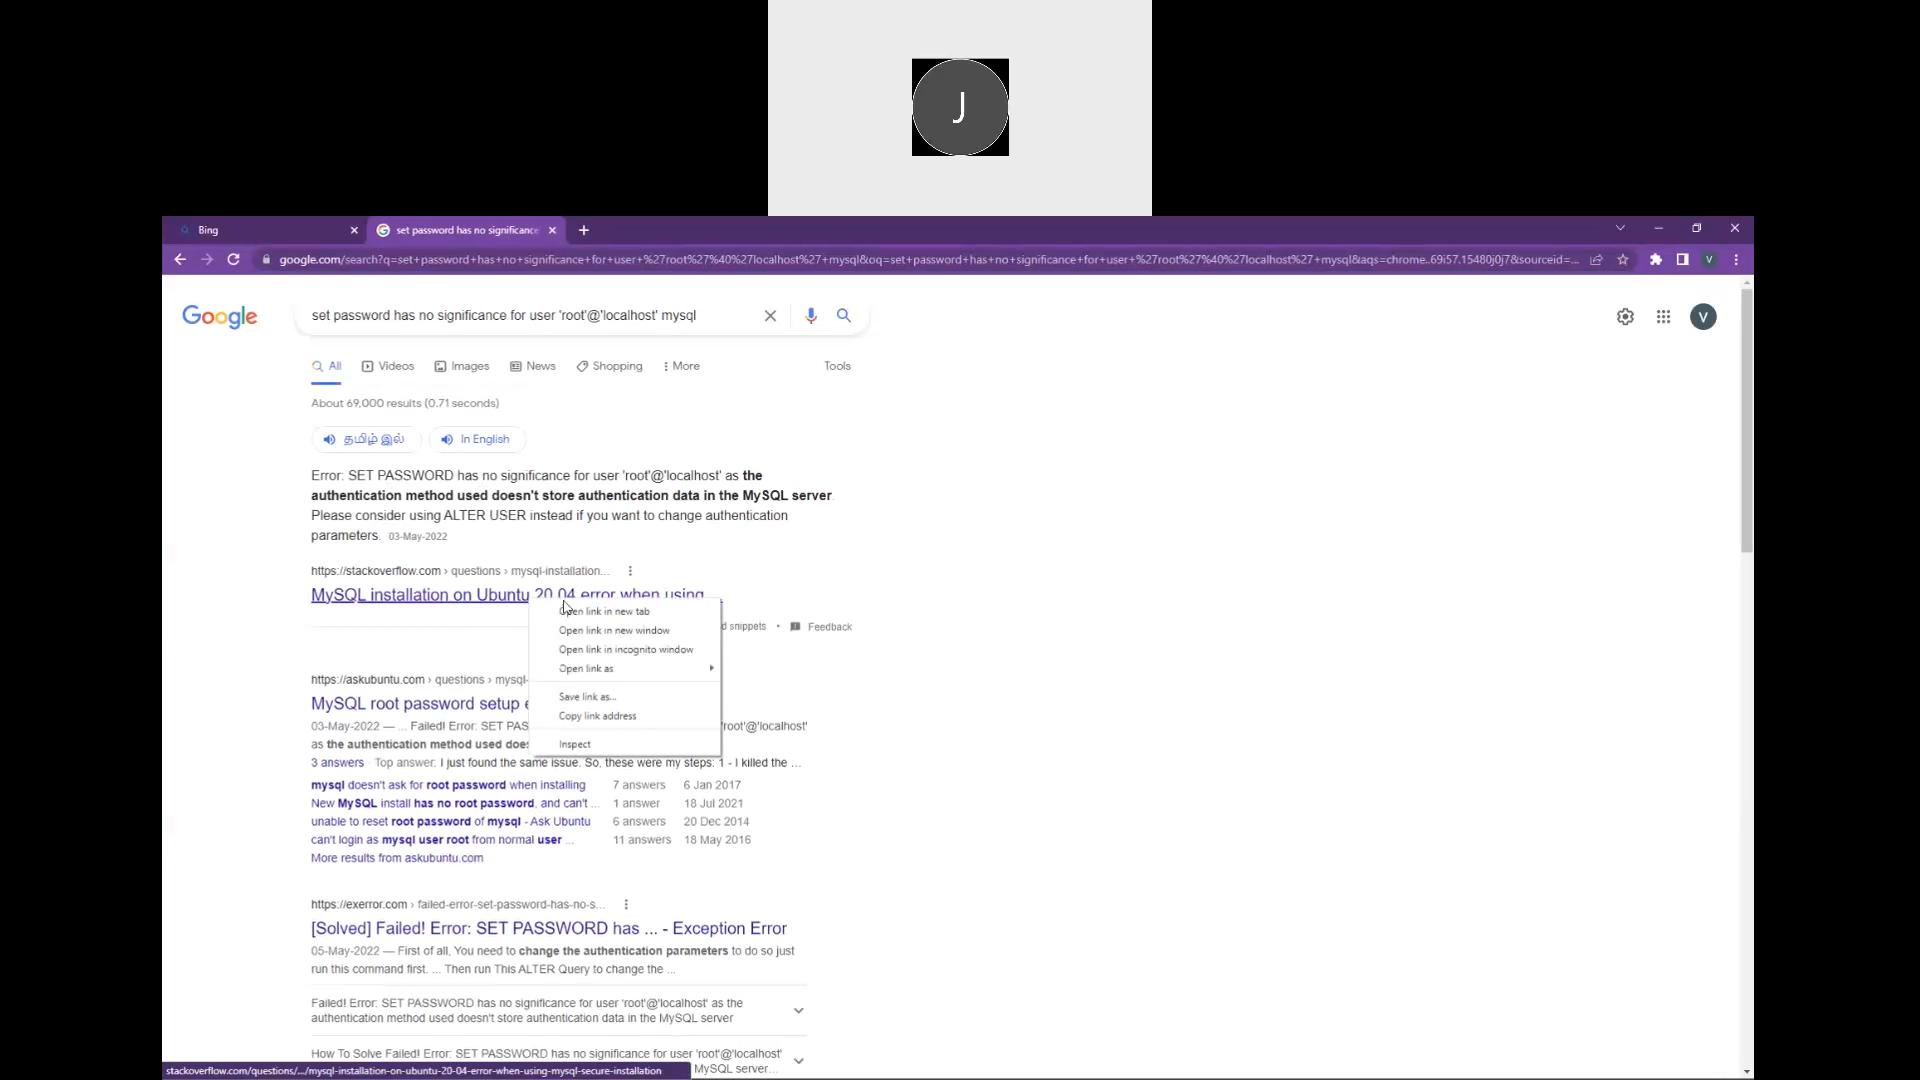 J
Bing
set password has no significance
google.com/search?q=set+password+has+no+significance+for+user+%27root%27%40%27localhost%27+mysql&oq=set+password+has+no+significance+for+user+%27root%27%40%27localhost%27+mysql&aqs=chrome..69i57.15480j0j7&sourceid=...
V
Google
set password has no significance for user 'root'@'localhost' mysql
V
All Videos Images News Shopping More Tools
About 69,000 results (0.71 seconds)
தமிழ் இல் In English
Error: SET PASSWORD has no significance for user 'root'@'localhost' as the
authentication method used doesn't store authentication data in the MySQL server.
Please consider using ALTER USER instead if you want to change authentication
parameters. 03-May-2022
https://stackoverflow.com › questions › mysql-installation...
MySQL installation on Ubuntu 20.04 error when using ...
Open link in new tab
d snippets • Feedback
Open link in new window
Open link in incognito window
Open link as
Save link as...
Copy link address
Inspect
https://askubuntu.com › questions › mysql-
MySQL root password setup e
03-May-2022 — ... Failed! Error: SET PAS 'root'@'localhost'
as the authentication method used does
3 answers · Top answer: I just found the same issue. So, these were my steps: 1 - I killed the ...
mysql doesn't ask for root password when installing 7 answers 6 Jan 2017
New MySQL install has no root password, and can't ... 1 answer 18 Jul 2021
unable to reset root password of mysql - Ask Ubuntu 6 answers 20 Dec 2014
can't login as mysql user root from normal user ... 11 answers 18 May 2016
More results from askubuntu.com
https://exerror.com › failed-error-set-password-has-no-s...
[Solved] Failed! Error: SET PASSWORD has ... - Exception Error
05-May-2022 — First of all, You need to change the authentication parameters to do so just
run this command first. ... Then run This ALTER Query to change the ...
Failed! Error: SET PASSWORD has no significance for user 'root'@'localhost' as the
authentication method used doesn't store authentication data in the MySQL server
How To Solve Failed! Error: SET PASSWORD has no significance for user 'root'@'localhost'
MySQL server...
stackoverflow.com/questions/.../mysql-installation-on-ubuntu-20-04-error-when-using-mysql-secure-installation